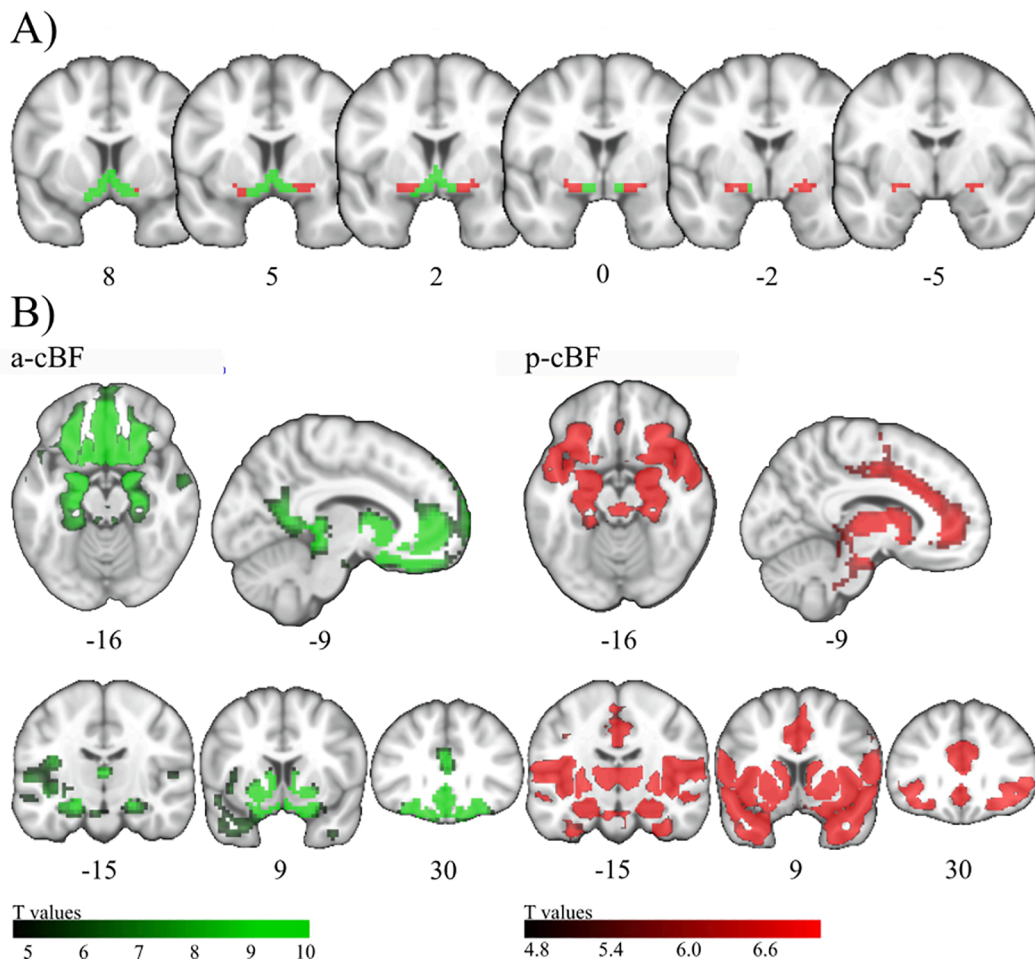 A)
8 5 2 0 -2 -5
B)
a-cBF p-cBF
-16 -9 -16 -9
-15 9 30 -15 9 30
T values T values
5 6 7 8 9 10 4.8 5.4 6.0 6.6